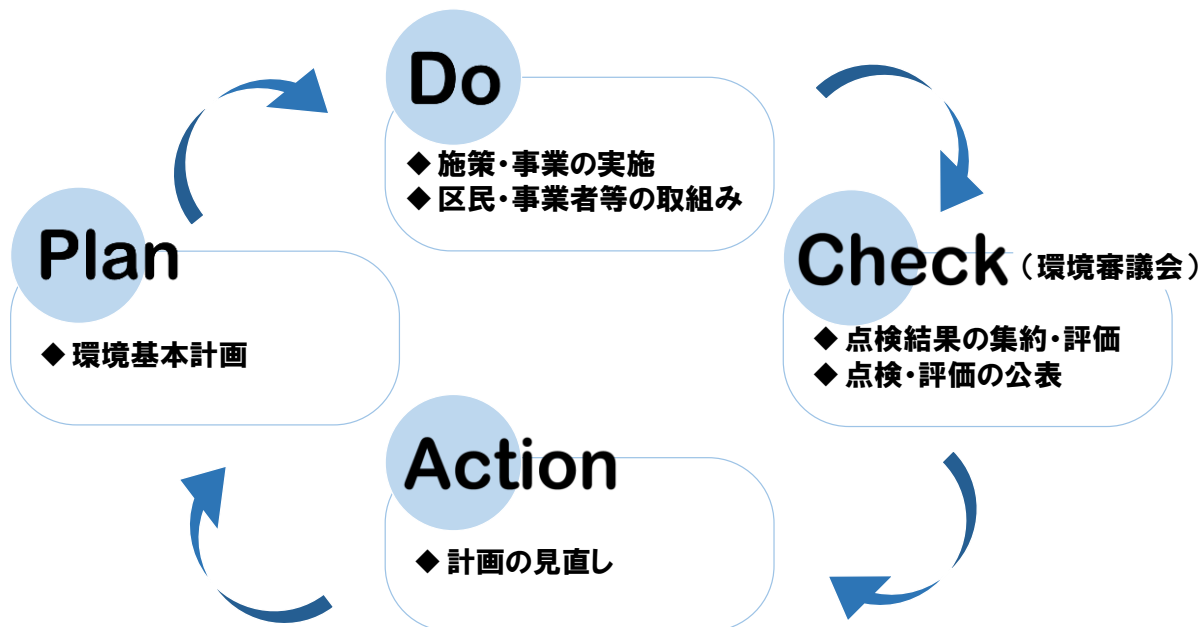 Plan
◆ 環境基本計画
Do
◆ 施策・事業の実施
◆ 区民・事業者等の取組み
Check（環境審議会）
◆ 点検結果の集約・評価
◆ 点検・評価の公表
Action
◆ 計画の見直し